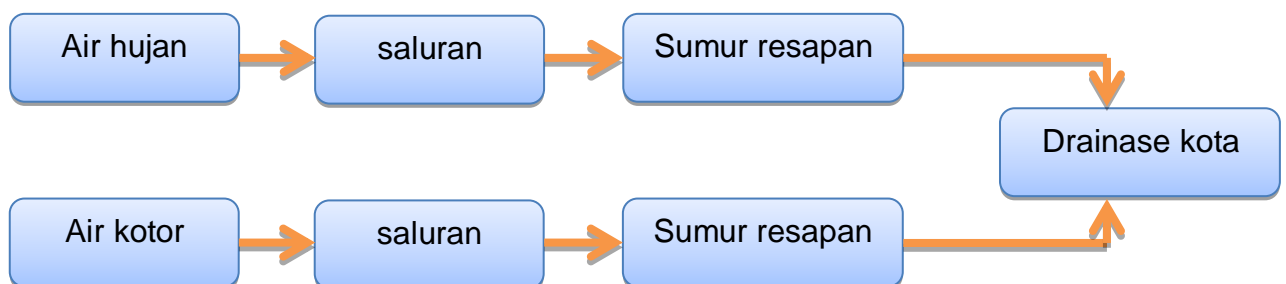 Air hujan
saluran
Sumur resapan
Drainase kota
Air kotor
saluran
Sumur resapan